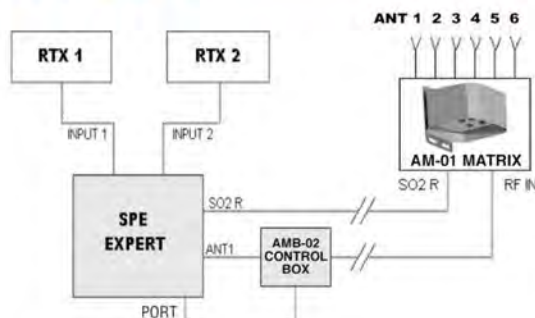 ANT 1 2 3 4 5 6
RTX 1
RTX 2
INPUT 1
INPUT 2
AM-01 MATRIX
SO2 R
RF IN
SPE
EXPERT
SO2 R
ANT1
AMB-02
CONTROL
BOX
PORT